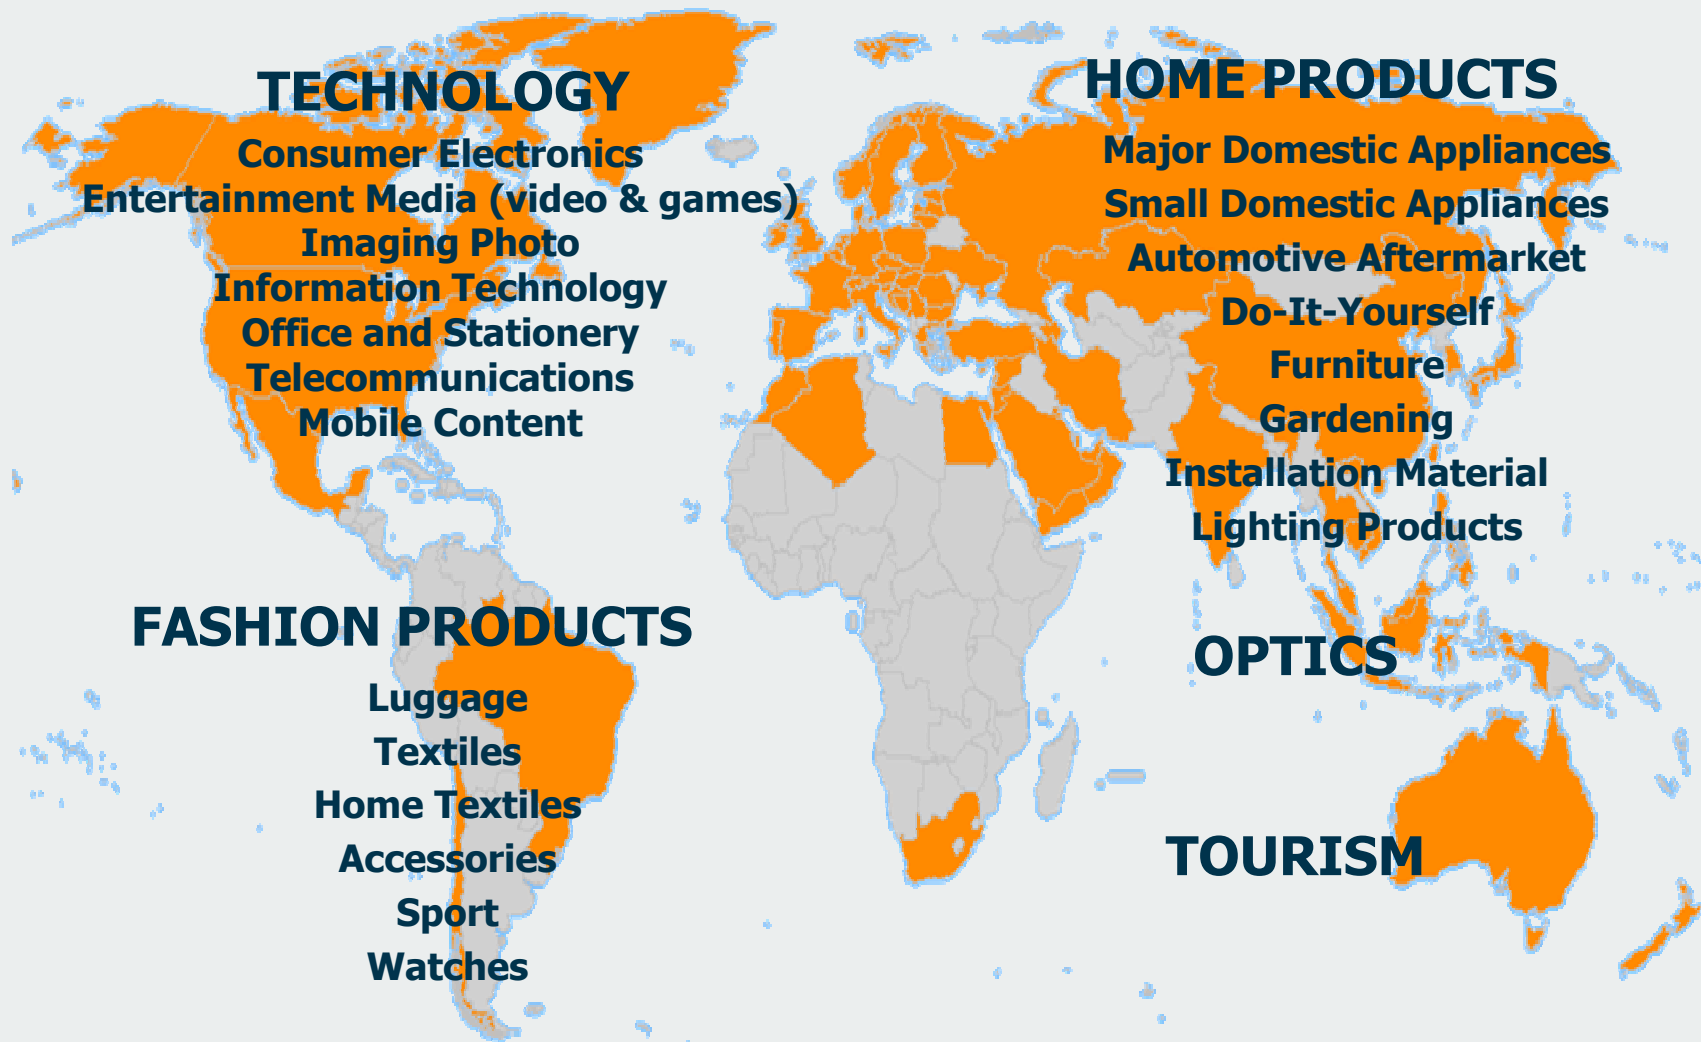 TECHNOLOGY
Consumer Electronics
Entertainment Media (video & games)
Imaging Photo
Information Technology
Office and Stationery
Telecommunications
Mobile Content
HOME PRODUCTS
Major Domestic Appliances
Small Domestic Appliances
Automotive Aftermarket
Do-It-Yourself
Furniture
Gardening
Installation Material
Lighting Products
FASHION PRODUCTS
Luggage
Textiles
Home Textiles
Accessories
Sport
Watches
OPTICS
TOURISM